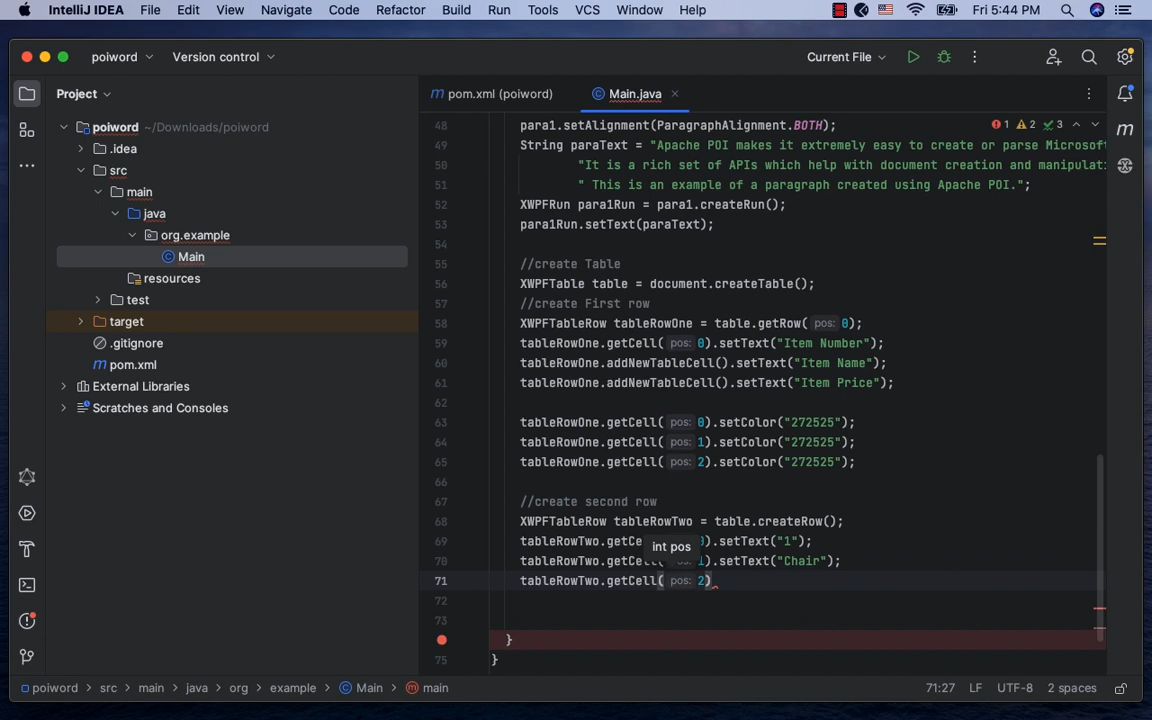 IntelliJ IDEA File Edit View Navigate Code Refactor Build Run Tools VCS Window Help Fri 5:44 PM
poiword Version control Current File
Project
pom.xml (poiword) Main.java
poiword ~/Downloads/poiword
.idea
src
main
java
org.example
Main
resources
test
target
.gitignore
pom.xml
External Libraries
Scratches and Consoles
1 2 3
48 para1.setAlignment(ParagraphAlignment.BOTH);
49 String paraText = "Apache POI makes it extremely easy to create or parse Microsoft
50 "It is a rich set of APIs which help with document creation and manipulati
51 " This is an example of a paragraph created using Apache POI.";
52 XWPFRun para1Run = para1.createRun();
53 para1Run.setText(paraText);
54
55 //create Table
56 XWPFTable table = document.createTable();
57 //create First row
58 XWPFTableRow tableRowOne = table.getRow( pos: 0);
59 tableRowOne.getCell( pos: 0).setText("Item Number");
60 tableRowOne.addNewTableCell().setText("Item Name");
61 tableRowOne.addNewTableCell().setText("Item Price");
62
63 tableRowOne.getCell( pos: 0).setColor("272525");
64 tableRowOne.getCell( pos: 1).setColor("272525");
65 tableRowOne.getCell( pos: 2).setColor("272525");
66
67 //create second row
68 XWPFTableRow tableRowTwo = table.createRow();
69 tableRowTwo.getCe 0).setText("1");
int pos
70 tableRowTwo.getCell( 1).setText("Chair");
71 tableRowTwo.getCell( pos: 2)
72
73
}
75 }
poiword src main java org example Main main 71:27 LF UTF-8 2 spaces